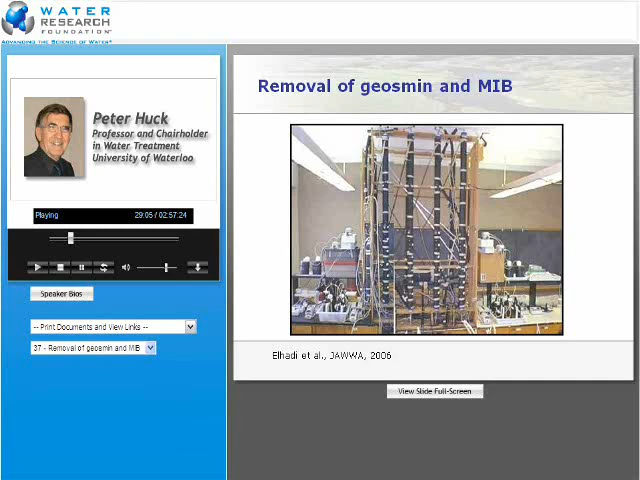 WATER
RESEARCH
FOUNDATION
ADVANCING THE SCIENCE OF WATER
Peter Huck
Professor and Chairholder
in Water Treatment
University of Waterloo
Playing 29:05 / 02:57:24
Speaker Bios
-- Print Documents and View Links --
37 - Removal of geosmin and MIB
Removal of geosmin and MIB
Elhadi et al., JAWWA, 2006
View Slide Full-Screen